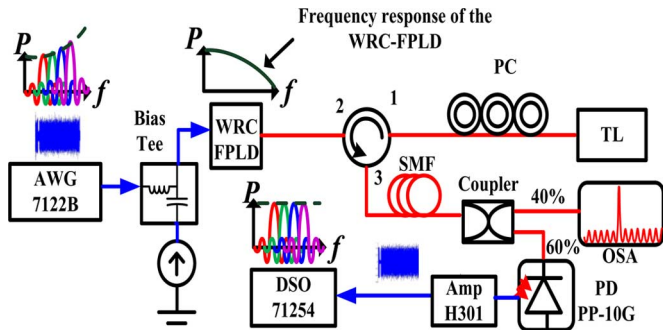 Frequency response of the
WRC-FPLD
P
f
P
f
PC
Bias
Tee
WRC
FPLD
2
1
3
TL
AWG
7122B
SMF
Coupler
40%
60%
OSA
P
f
DSO
71254
Amp
H301
PD
PP-10G